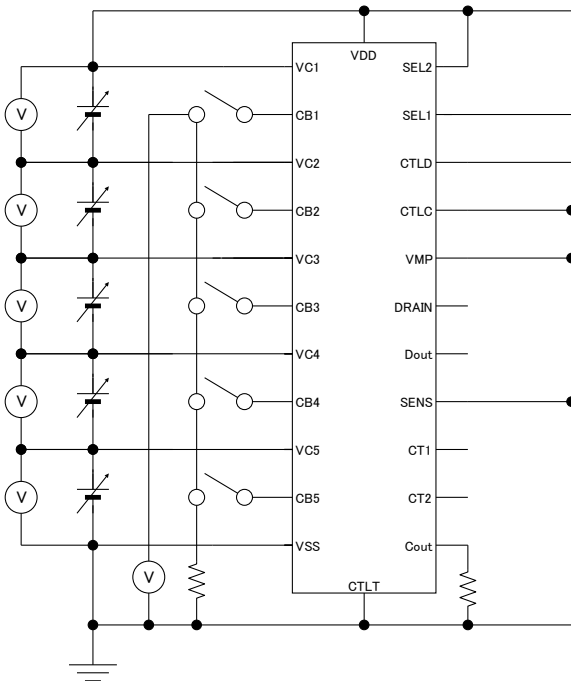 VDD
VC1
SEL2
V
CB1
SEL1
VC2
CTLD
V
CB2
CTLC
VC3
VMP
V
CB3
DRAIN
VC4
Dout
V
CB4
SENS
VC5
CT1
V
CB5
CT2
VSS
Cout
V
CTLT